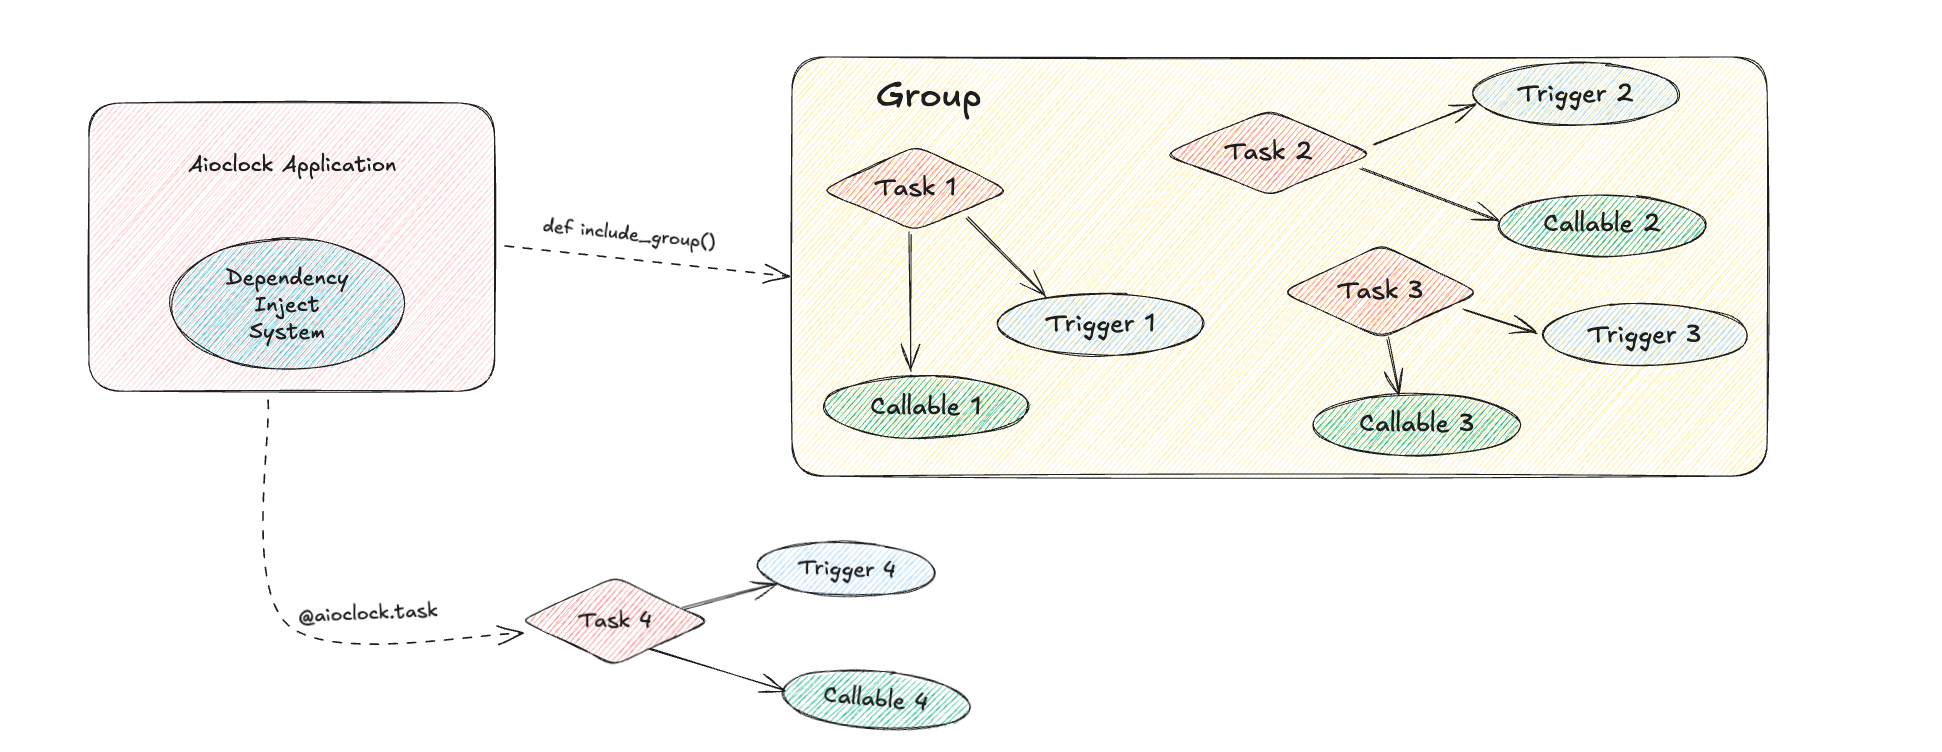 Aioclock Application
Dependency
Inject
System
def include_group()
Group
Task 1
Trigger 1
Callable 1
Task 2
Trigger 2
Callable 2
Task 3
Trigger 3
Callable 3
@aioclock.task
Task 4
Trigger 4
Callable 4